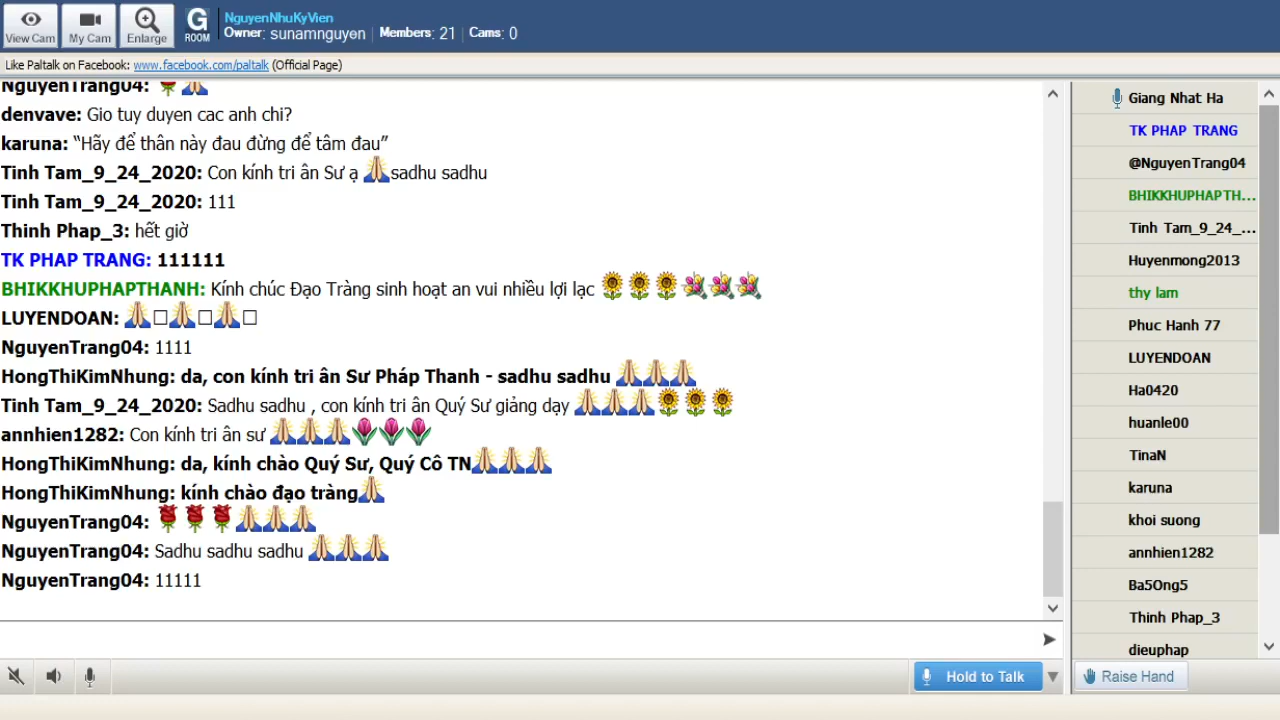 View Cam
My Cam
Enlarge
G
ROOM
NguyenNhuKyVien
Owner: sunamnguyen | Members: 21 | Cams: 0
Like Paltalk on Facebook: www.facebook.com/paltalk (Official Page)
NguyenTrang04: 🌹🙏
denvave: Gio tuy duyen cac anh chi?
karuna: “Hãy để thân này đau đừng để tâm đau”
Tinh Tam_9_24_2020: Con kính tri ân Sư ạ 🙏sadhu sadhu
Tinh Tam_9_24_2020: 111
Thinh Phap_3: hết giờ
TK PHAP TRANG: 111111
BHIKKHUPHAPTHANH: Kính chúc Đạo Tràng sinh hoạt an vui nhiều lợi lạc 🌻🌻🌻💐💐💐
LUYENDOAN: 🙏□🙏□🙏□
NguyenTrang04: 1111
HongThiKimNhung: da, con kính tri ân Sư Pháp Thanh - sadhu sadhu 🙏🙏🙏
Tinh Tam_9_24_2020: Sadhu sadhu , con kính tri ân Quý Sư giảng dạy 🙏🙏🙏🌻🌻🌻
annhien1282: Con kính tri ân sư 🙏🙏🙏🌷🌷🌷
HongThiKimNhung: da, kính chào Quý Sư, Quý Cô TN🙏🙏🙏
HongThiKimNhung: kính chào đạo tràng🙏
NguyenTrang04: 🌹🌹🌹🙏🙏🙏
NguyenTrang04: Sadhu sadhu sadhu 🙏🙏🙏
NguyenTrang04: 11111
Hold to Talk
Giang Nhat Ha
TK PHAP TRANG
@NguyenTrang04
BHIKKHUPHAPTH...
Tinh Tam_9_24_...
Huyenmong2013
thy lam
Phuc Hanh 77
LUYENDOAN
Ha0420
huanle00
TinaN
karuna
khoi suong
annhien1282
Ba5Ong5
Thinh Phap_3
dieuphap
Raise Hand